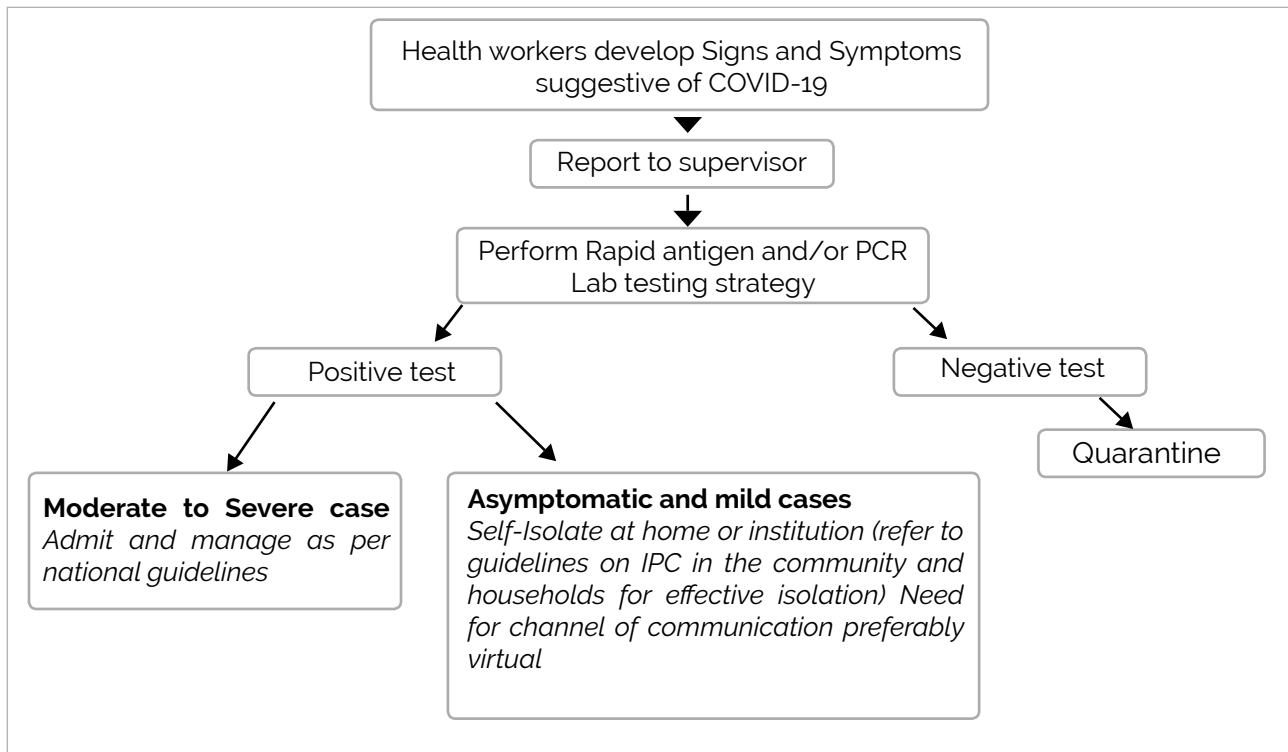 Health workers develop Signs and Symptoms
suggestive of COVID-19
Report to supervisor
Perform Rapid antigen and/or PCR
Lab testing strategy
Positive test
Negative test
Quarantine
Moderate to Severe case
Admit and manage as per
national guidelines
Asymptomatic and mild cases
Self-Isolate at home or institution (refer to
guidelines on IPC in the community and
households for effective isolation) Need
for channel of communication preferably
virtual